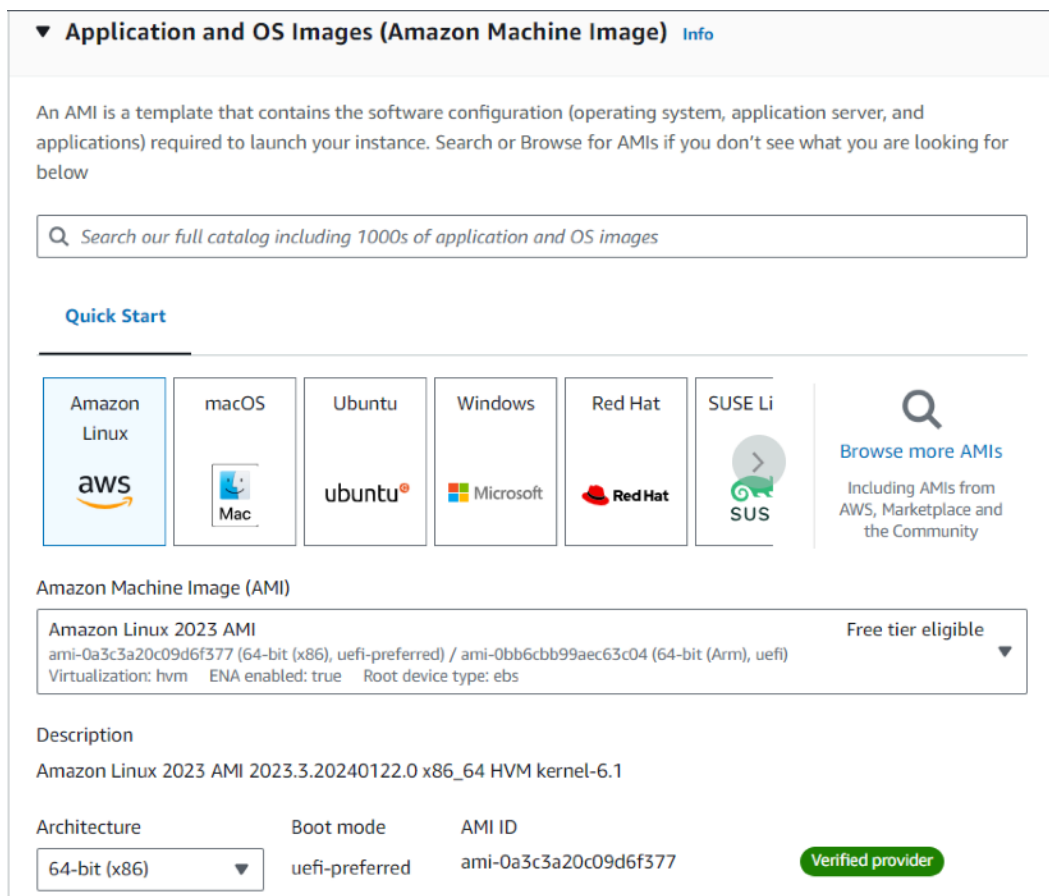 Application and OS Images (Amazon Machine Image) Info
An AMI is a template that contains the software configuration (operating system, application server, and
applications) required to launch your instance. Search or Browse for AMIs if you don't see what you are looking for
below
Search our full catalog including 1000s of application and OS images
Quick Start
Amazon
Linux
aws
macOS
Mac
Ubuntu
ubuntu
Windows
Microsoft
Red Hat
Red Hat
SUSE Li
SUS
Browse more AMIs
Including AMIs from
AWS, Marketplace and
the Community
Amazon Machine Image (AMI)
Amazon Linux 2023 AMI Free tier eligible
ami-0a3c3a20c09d6f377 (64-bit (x86), uefi-preferred) / ami-0bb6cbb99aec63c04 (64-bit (Arm), uefi)
Virtualization: hvm ENA enabled: true Root device type: ebs
Description
Amazon Linux 2023 AMI 2023.3.20240122.0 x86_64 HVM kernel-6.1
Architecture Boot mode AMI ID
64-bit (x86) uefi-preferred ami-0a3c3a20c09d6f377 Verified provider